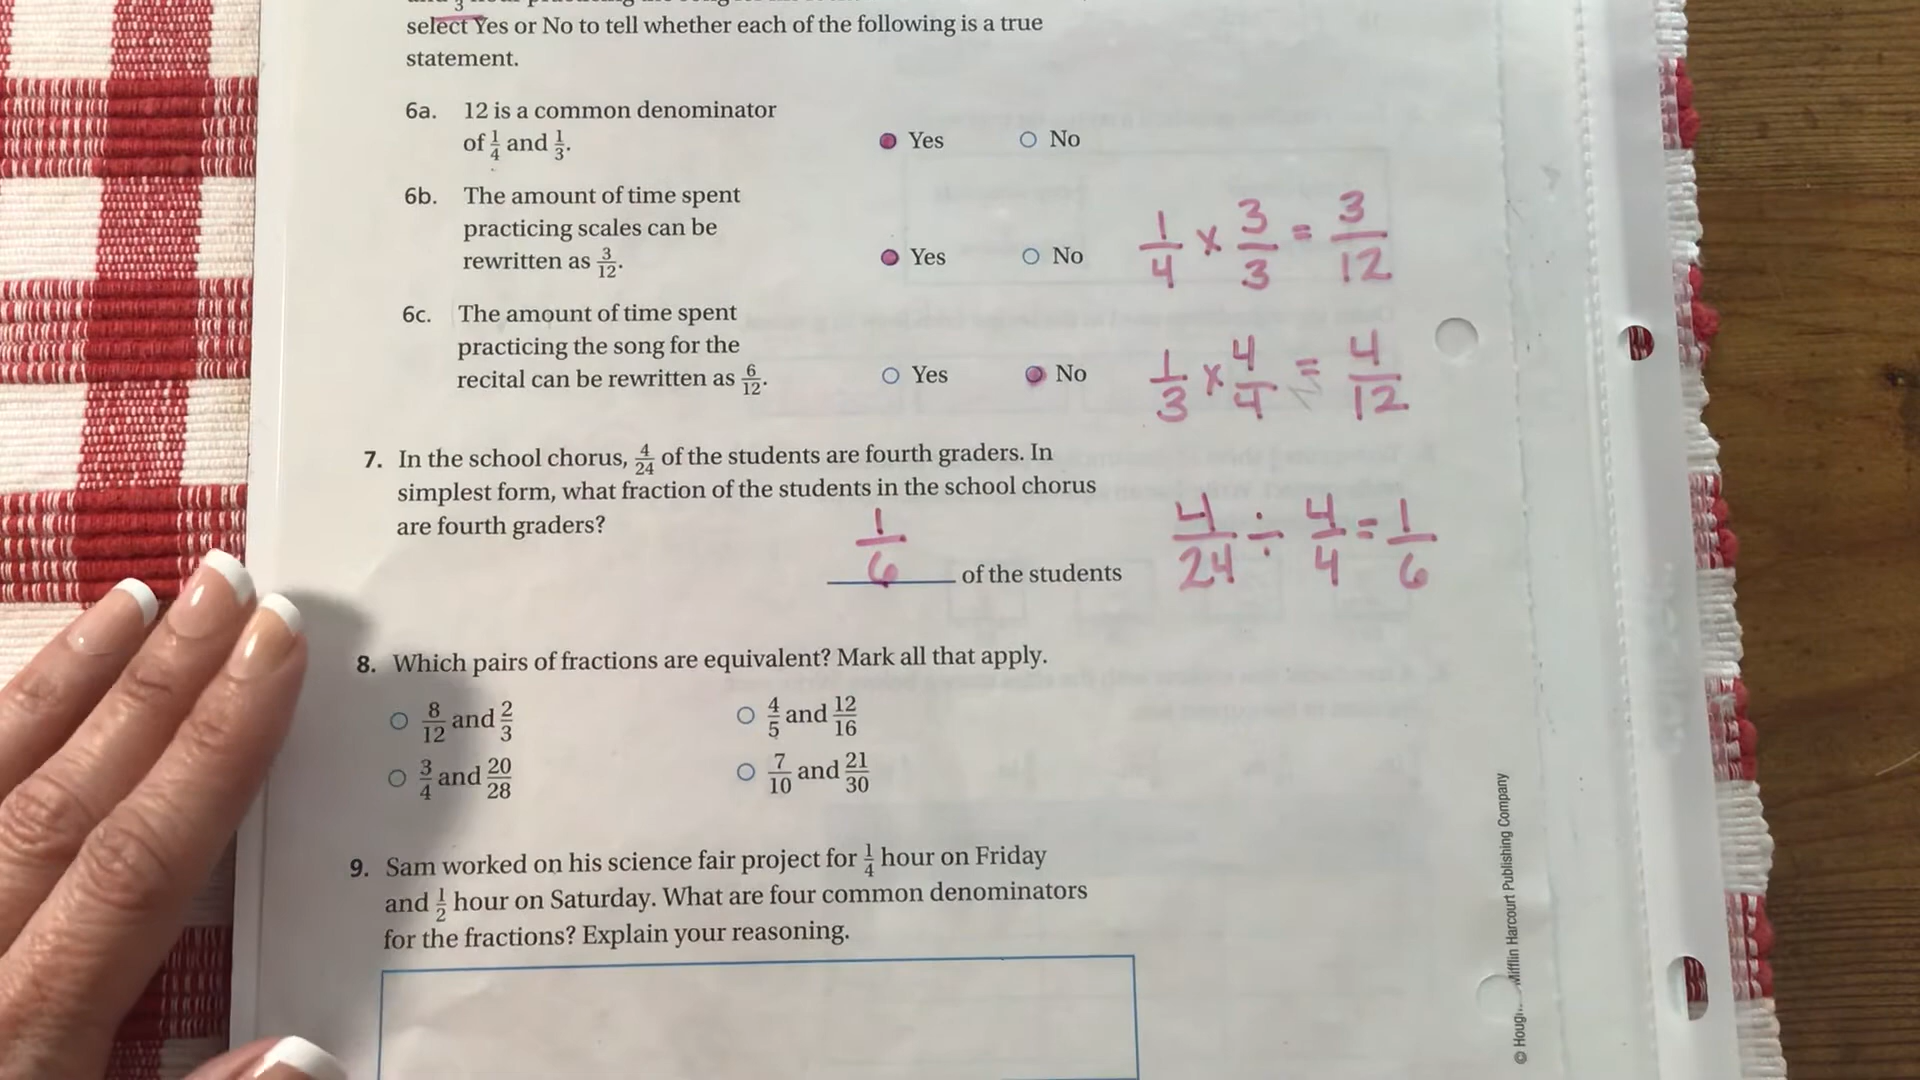 select Yes or No to tell whether each of the following is a true
statement.
6a. 12 is a common denominator
of 1/4 and 1/3. Yes No
6b. The amount of time spent
practicing scales can be
rewritten as 3/12. Yes No
1/4 x 3/3 = 3/12
6c. The amount of time spent
practicing the song for the
recital can be rewritten as 6/12. Yes No
1/3 x 4/4 = 4/12
7. In the school chorus, 4/24 of the students are fourth graders. In
simplest form, what fraction of the students in the school chorus
are fourth graders?
1/6 of the students
4/24 ÷ 4/4 = 1/6
8. Which pairs of fractions are equivalent? Mark all that apply.
8/12 and 2/3
4/5 and 12/16
3/4 and 20/28
7/10 and 21/30
9. Sam worked on his science fair project for 1/4 hour on Friday
and 1/2 hour on Saturday. What are four common denominators
for the fractions? Explain your reasoning.
Harcourt Publishing Company